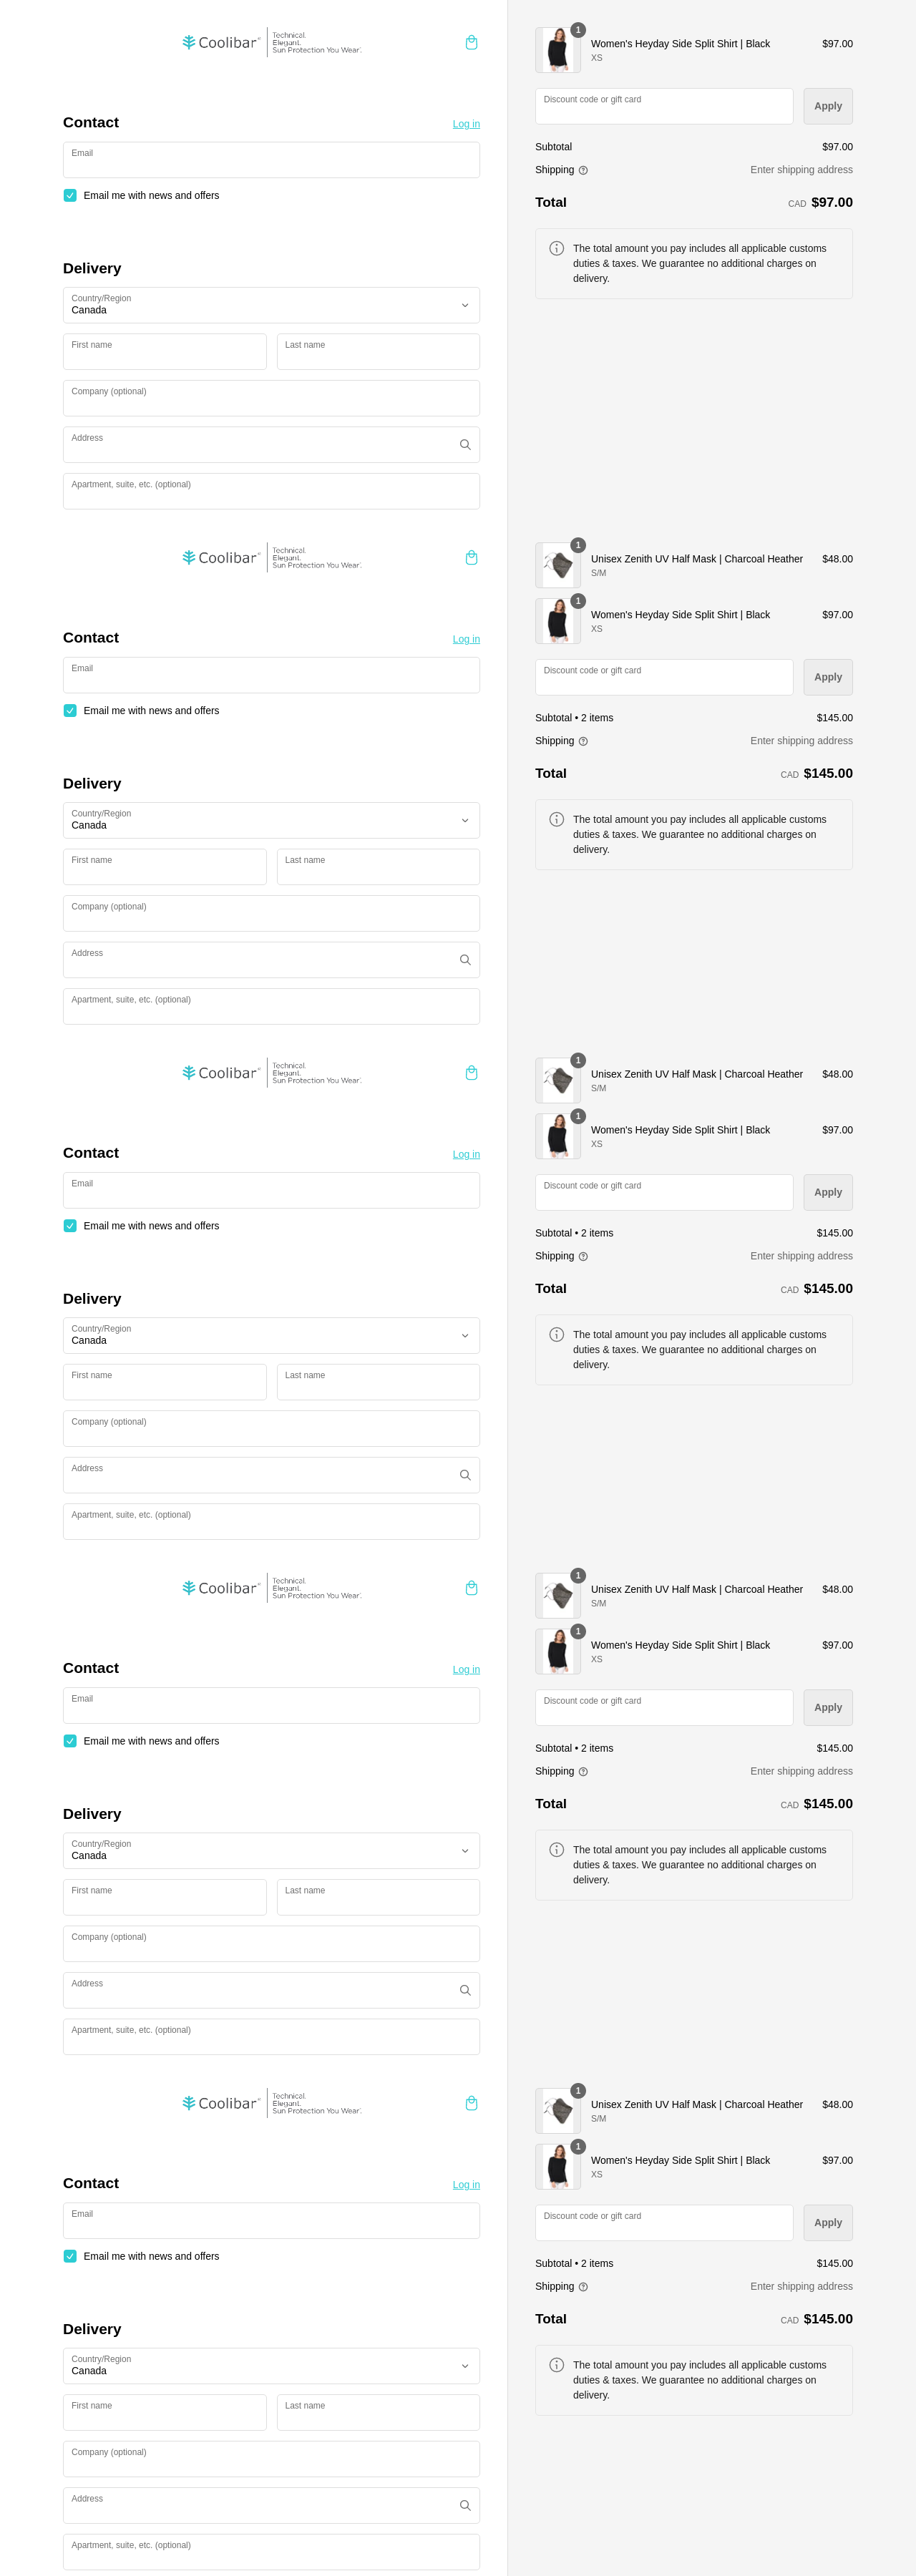 Coolibar®
Technical.
Elegant.
Sun Protection You Wear.
Contact
Log in
Email
Email me with news and offers
Delivery
Country/Region
Canada
First name
Last name
Company (optional)
Address
Apartment, suite, etc. (optional)
1
Women's Heyday Side Split Shirt | Black
$97.00
XS
Discount code or gift card
Apply
Subtotal
$97.00
Shipping
Enter shipping address
Total
CAD $97.00
The total amount you pay includes all applicable customs
duties & taxes. We guarantee no additional charges on
delivery.
Coolibar®
Technical.
Elegant.
Sun Protection You Wear.
Contact
Log in
Email
Email me with news and offers
Delivery
Country/Region
Canada
First name
Last name
Company (optional)
Address
Apartment, suite, etc. (optional)
1
Unisex Zenith UV Half Mask | Charcoal Heather
$48.00
S/M
1
Women's Heyday Side Split Shirt | Black
$97.00
XS
Discount code or gift card
Apply
Subtotal • 2 items
$145.00
Shipping
Enter shipping address
Total
CAD $145.00
The total amount you pay includes all applicable customs
duties & taxes. We guarantee no additional charges on
delivery.
Coolibar®
Technical.
Elegant.
Sun Protection You Wear.
Contact
Log in
Email
Email me with news and offers
Delivery
Country/Region
Canada
First name
Last name
Company (optional)
Address
Apartment, suite, etc. (optional)
1
Unisex Zenith UV Half Mask | Charcoal Heather
$48.00
S/M
1
Women's Heyday Side Split Shirt | Black
$97.00
XS
Discount code or gift card
Apply
Subtotal • 2 items
$145.00
Shipping
Enter shipping address
Total
CAD $145.00
The total amount you pay includes all applicable customs
duties & taxes. We guarantee no additional charges on
delivery.
Coolibar®
Technical.
Elegant.
Sun Protection You Wear.
Contact
Log in
Email
Email me with news and offers
Delivery
Country/Region
Canada
First name
Last name
Company (optional)
Address
Apartment, suite, etc. (optional)
1
Unisex Zenith UV Half Mask | Charcoal Heather
$48.00
S/M
1
Women's Heyday Side Split Shirt | Black
$97.00
XS
Discount code or gift card
Apply
Subtotal • 2 items
$145.00
Shipping
Enter shipping address
Total
CAD $145.00
The total amount you pay includes all applicable customs
duties & taxes. We guarantee no additional charges on
delivery.
Coolibar®
Technical.
Elegant.
Sun Protection You Wear.
Contact
Log in
Email
Email me with news and offers
Delivery
Country/Region
Canada
First name
Last name
Company (optional)
Address
Apartment, suite, etc. (optional)
1
Unisex Zenith UV Half Mask | Charcoal Heather
$48.00
S/M
1
Women's Heyday Side Split Shirt | Black
$97.00
XS
Discount code or gift card
Apply
Subtotal • 2 items
$145.00
Shipping
Enter shipping address
Total
CAD $145.00
The total amount you pay includes all applicable customs
duties & taxes. We guarantee no additional charges on
delivery.